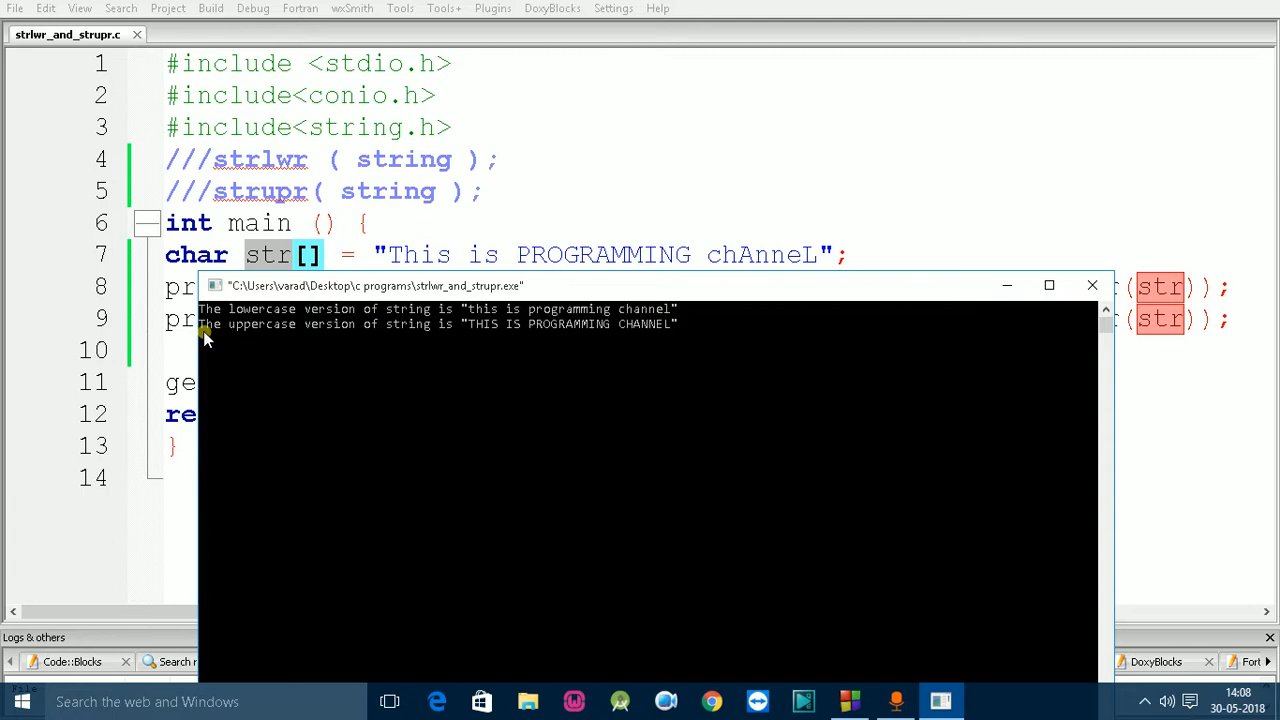 File Edit View Search Project Build Debug Fortran wxSmith Tools Tools+ Plugins DoxyBlocks Settings Help
strlwr_and_strupr.c
1 #include <stdio.h>
2 #include<conio.h>
3 #include<string.h>
4 ///strlwr ( string );
5 ///strupr( string );
6 int main () {
7 char str[] = "This is PROGRAMMING chAnneL";
"C:\Users\varad\Desktop\c programs\strlwr_and_strupr.exe"
8 pr r(str));
The lowercase version of string is "this is programming channel"
The uppercase version of string is "THIS IS PROGRAMMING CHANNEL"
9 pr r(str));
10
11 ge
12 re
13 }
14
Logs & others
Code::Blocks Search r DoxyBlocks Fort
File
Search the web and Windows
14:08
30-05-2018